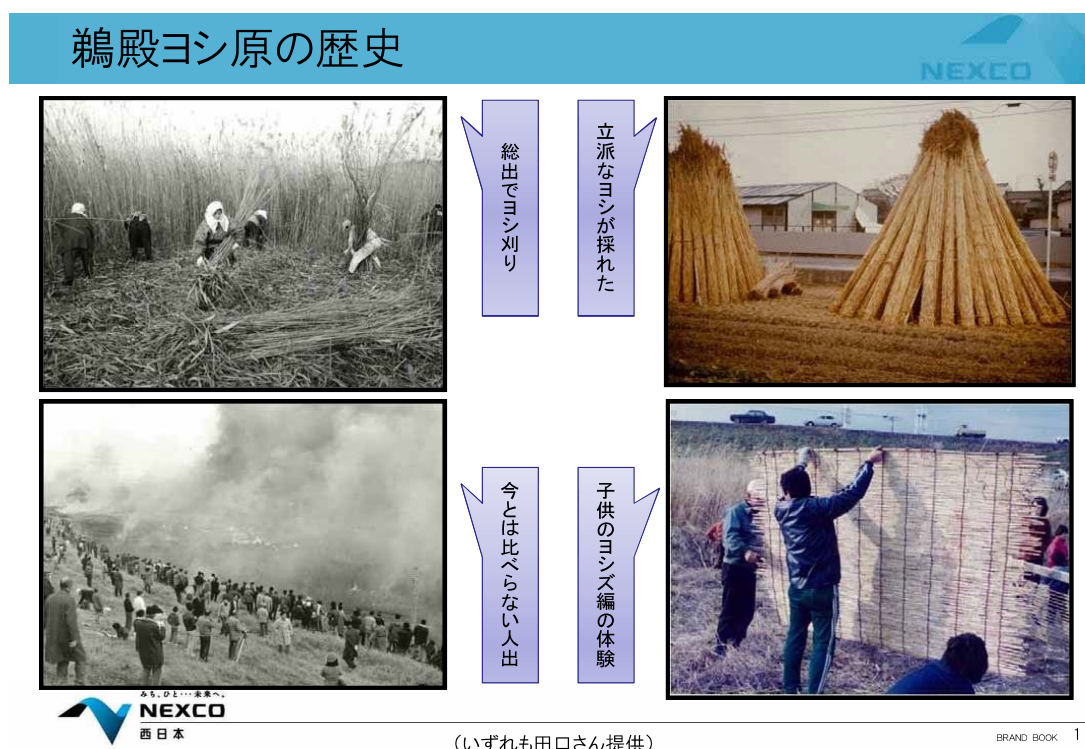 鵜殿ヨシ原の歴史
NEXCO
総出でヨシ刈り
立派なヨシが採れた
今とは比べらない人出
子供のヨシズ編の体験
みち、ひと…未来へ。
NEXCO
西日本
（いずれも田口さん提供）
BRAND BOOK 1